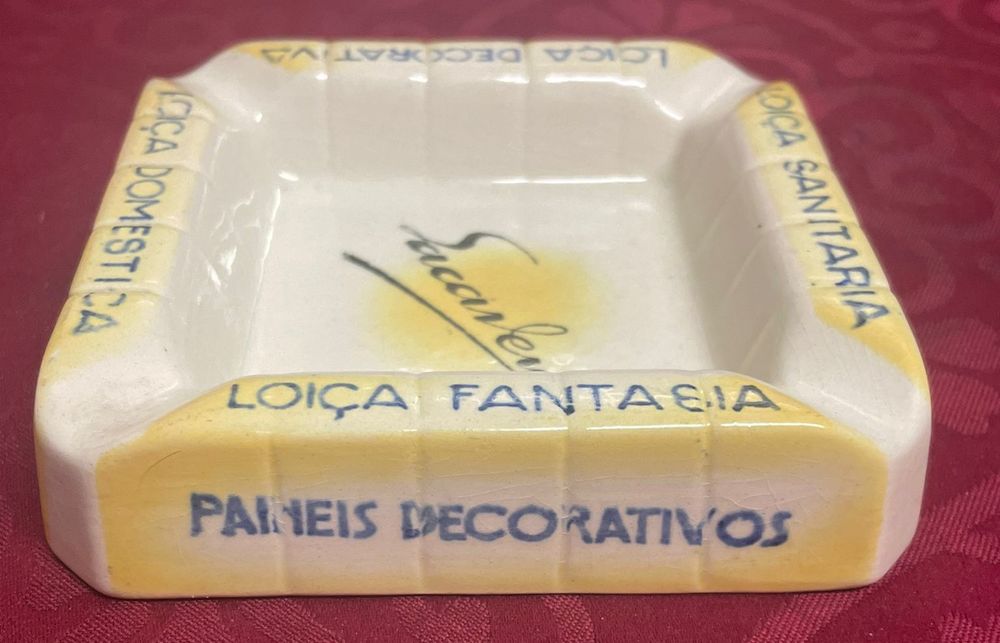 LOIÇA DECORATIVA
LOIÇA DOMESTICA
LOIÇA SANITARIA
LOIÇA FANTASIA
PAINEIS DECORATIVOS